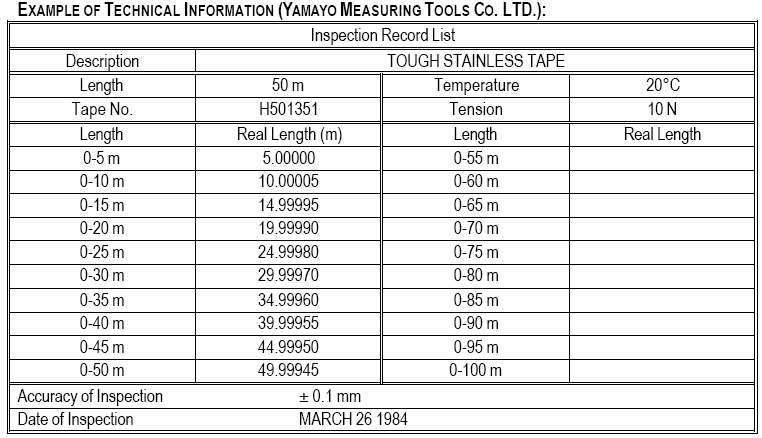 EXAMPLE OF TECHNICAL INFORMATION (YAMAYO MEASURING TOOLS CO. LTD.):
Inspection Record List
Description TOUGH STAINLESS TAPE
Length 50 m Temperature 20°C
Tape No. H501351 Tension 10 N
Length Real Length (m) Length Real Length
0-5 m 5.00000 0-55 m
0-10 m 10.00005 0-60 m
0-15 m 14.99995 0-65 m
0-20 m 19.99990 0-70 m
0-25 m 24.99980 0-75 m
0-30 m 29.99970 0-80 m
0-35 m 34.99960 0-85 m
0-40 m 39.99955 0-90 m
0-45 m 44.99950 0-95 m
0-50 m 49.99945 0-100 m
Accuracy of Inspection ± 0.1 mm
Date of Inspection MARCH 26 1984